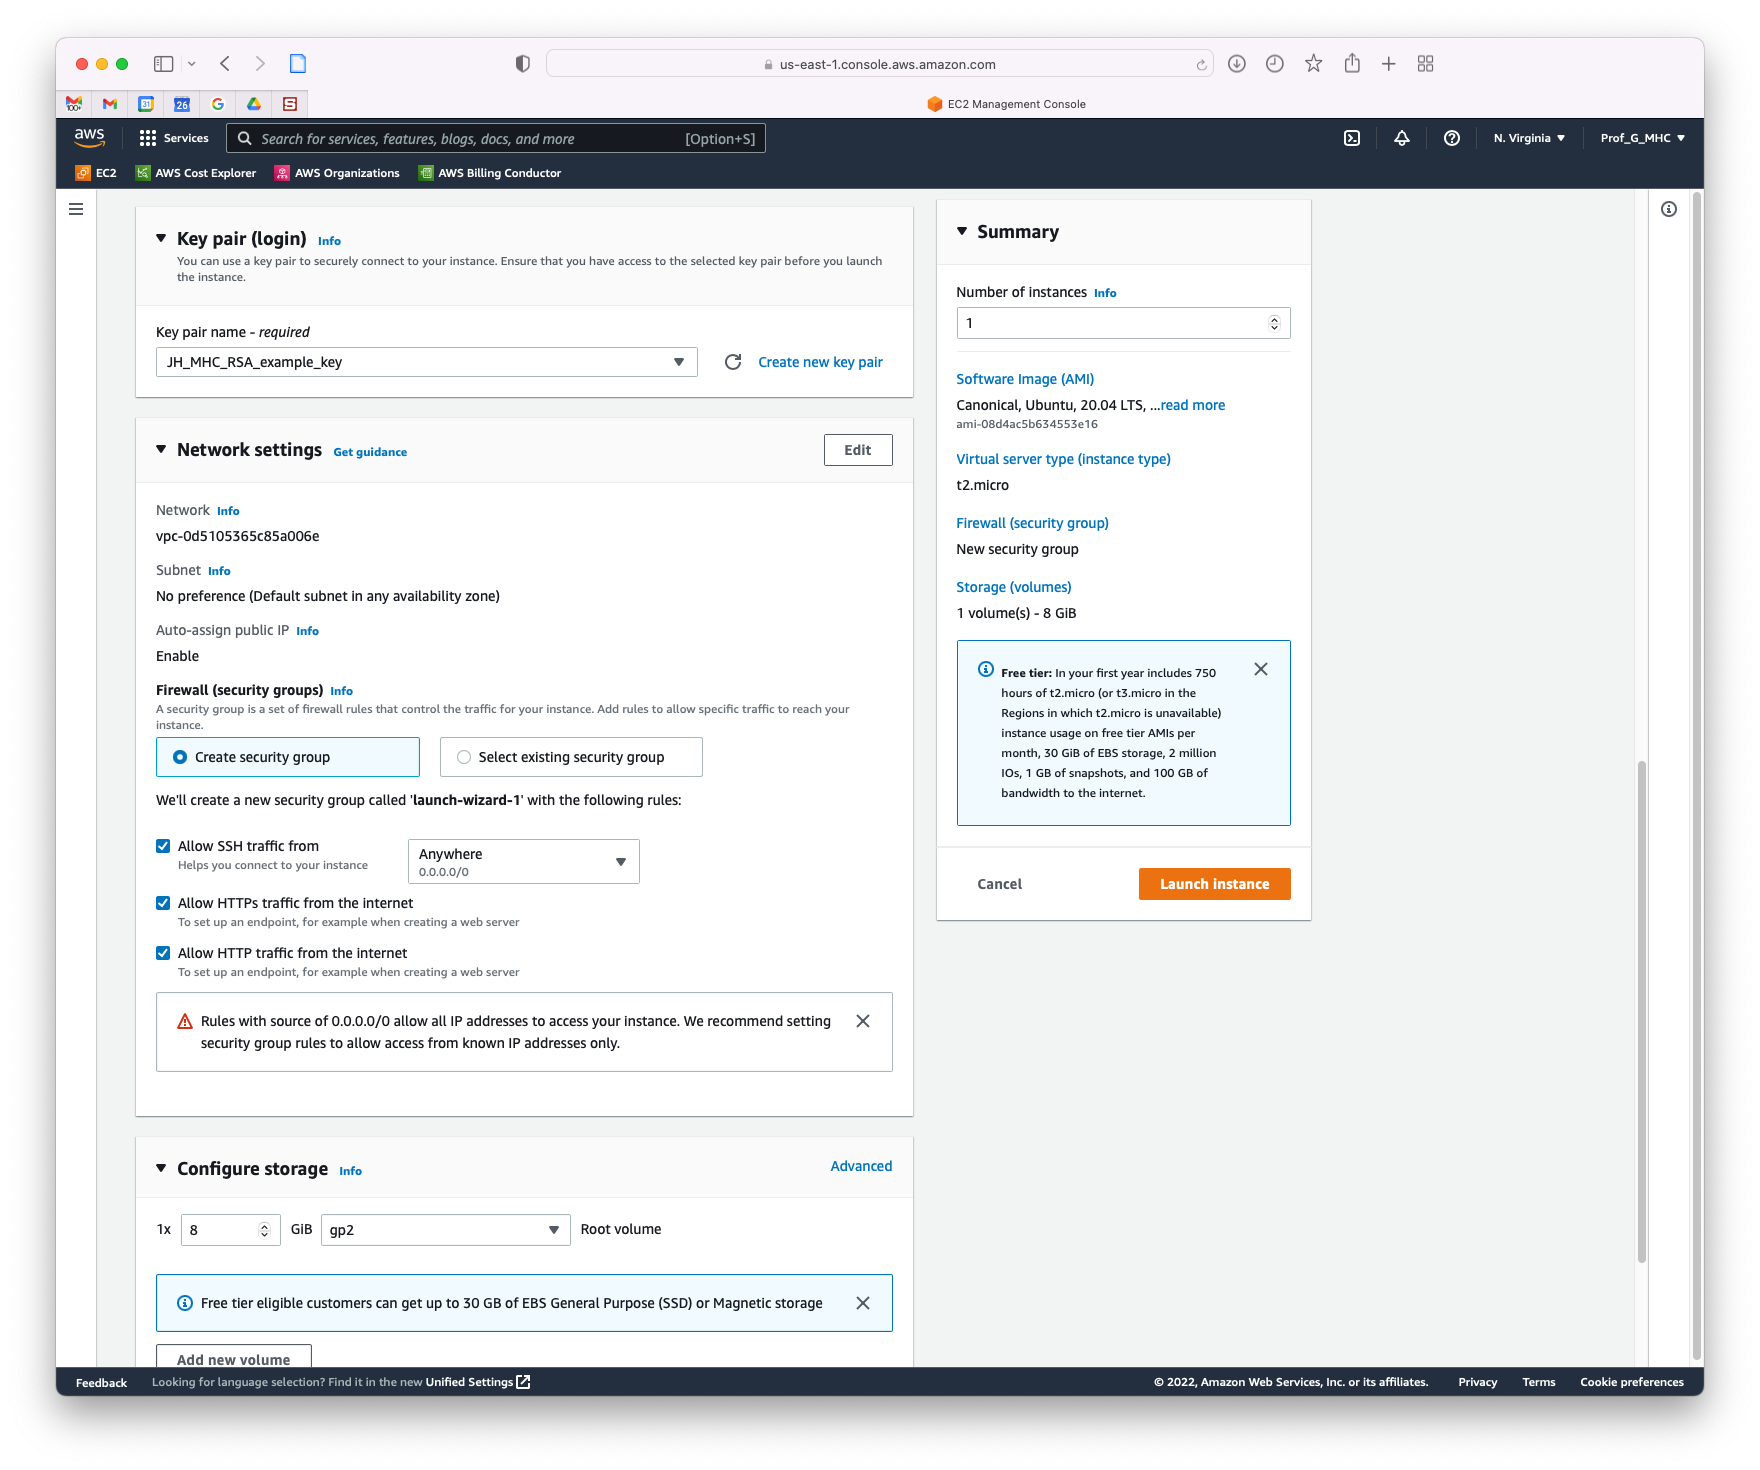 us-east-1.console.aws.amazon.com
100+
31
26
EC2 Management Console
aws
Services
Search for services, features, blogs, docs, and more
[Option+S]
N. Virginia
Prof_G_MHC
EC2
AWS Cost Explorer
AWS Organizations
AWS Billing Conductor
Key pair (login) Info
You can use a key pair to securely connect to your instance. Ensure that you have access to the selected key pair before you launch
the instance.
Key pair name - required
JH_MHC_RSA_example_key
Create new key pair
Network settings Get guidance
Edit
Network Info
vpc-0d5105365c85a006e
Subnet Info
No preference (Default subnet in any availability zone)
Auto-assign public IP Info
Enable
Firewall (security groups) Info
A security group is a set of firewall rules that control the traffic for your instance. Add rules to allow specific traffic to reach your
instance.
Create security group
Select existing security group
We'll create a new security group called 'launch-wizard-1' with the following rules:
Allow SSH traffic from
Helps you connect to your instance
Anywhere
0.0.0.0/0
Allow HTTPs traffic from the internet
To set up an endpoint, for example when creating a web server
Allow HTTP traffic from the internet
To set up an endpoint, for example when creating a web server
Rules with source of 0.0.0.0/0 allow all IP addresses to access your instance. We recommend setting
security group rules to allow access from known IP addresses only.
Configure storage Info
Advanced
1x
8
GiB
gp2
Root volume
Free tier eligible customers can get up to 30 GB of EBS General Purpose (SSD) or Magnetic storage
Add new volume
Summary
Number of instances Info
1
Software Image (AMI)
Canonical, Ubuntu, 20.04 LTS, ...read more
ami-08d4ac5b634553e16
Virtual server type (instance type)
t2.micro
Firewall (security group)
New security group
Storage (volumes)
1 volume(s) - 8 GiB
Free tier: In your first year includes 750
hours of t2.micro (or t3.micro in the
Regions in which t2.micro is unavailable)
instance usage on free tier AMIs per
month, 30 GiB of EBS storage, 2 million
IOs, 1 GB of snapshots, and 100 GB of
bandwidth to the internet.
Cancel
Launch instance
Feedback
Looking for language selection? Find it in the new Unified Settings
© 2022, Amazon Web Services, Inc. or its affiliates.
Privacy
Terms
Cookie preferences